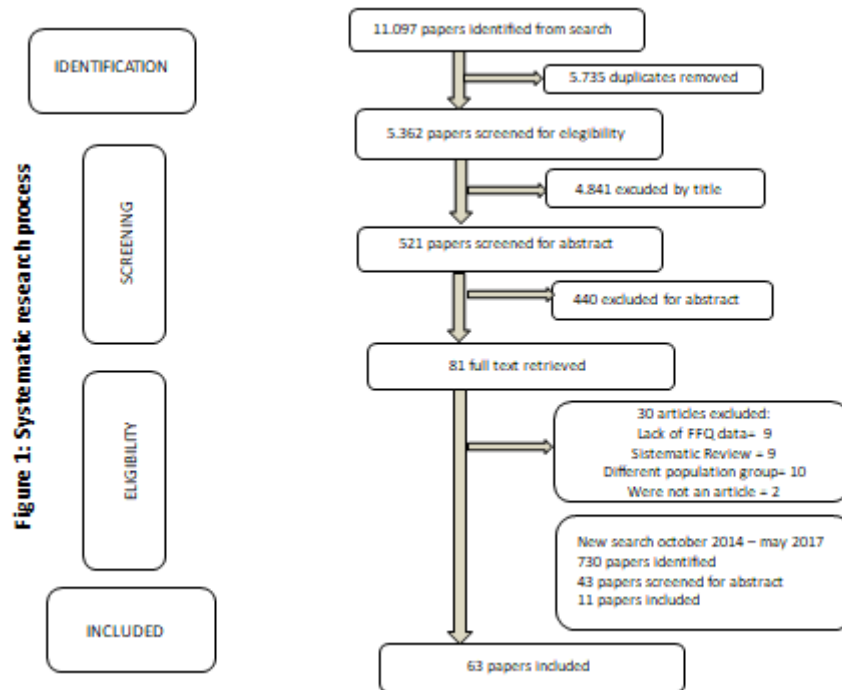 Figure 1: Systematic research process
IDENTIFICATION
11.097 papers identified from search
5.735 duplicates removed
5.362 papers screened for elegibility
SCREENING
4.841 excuded by title
521 papers screened for abstract
440 excluded for abstract
81 full text retrieved
ELIGIBILITY
30 articles excluded:
Lack of FFQ data= 9
Sistematic Review = 9
Different population group= 10
Were not an article = 2
New search october 2014 – may 2017
730 papers identified
43 papers screened for abstract
11 papers included
INCLUDED
63 papers included